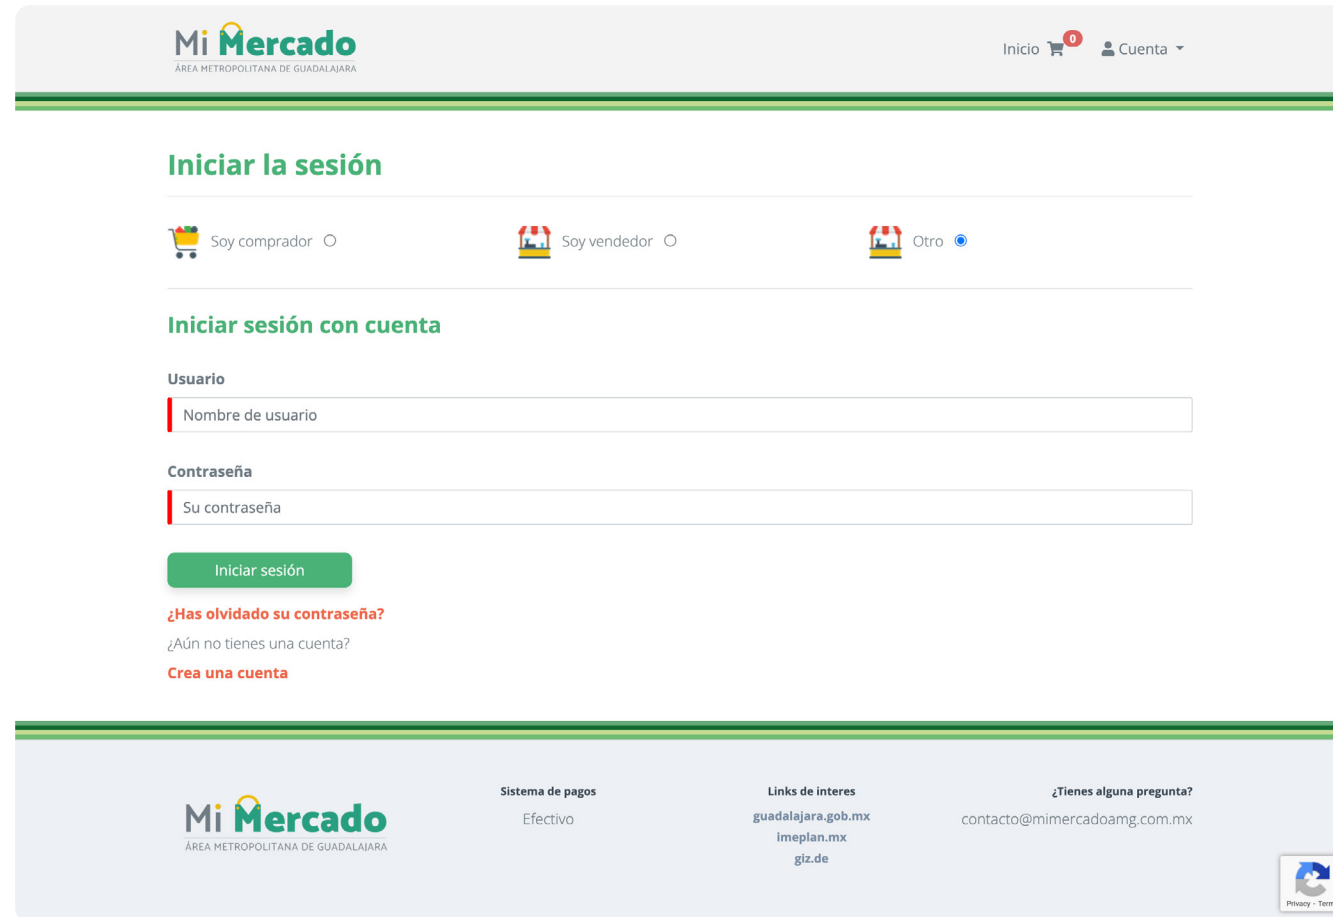 Mi Mercado
ÁREA METROPOLITANA DE GUADALAJARA
Inicio 0 Cuenta
Iniciar la sesión
Soy comprador Soy vendedor Otro
Iniciar sesión con cuenta
Usuario
Nombre de usuario
Contraseña
Su contraseña
Iniciar sesión
¿Has olvidado su contraseña?
¿Aún no tienes una cuenta?
Crea una cuenta
Mi Mercado
ÁREA METROPOLITANA DE GUADALAJARA
Sistema de pagos
Efectivo
Links de interes
guadalajara.gob.mx
imeplan.mx
giz.de
¿Tienes alguna pregunta?
contacto@mimercadoamg.com.mx
Privacy - Term